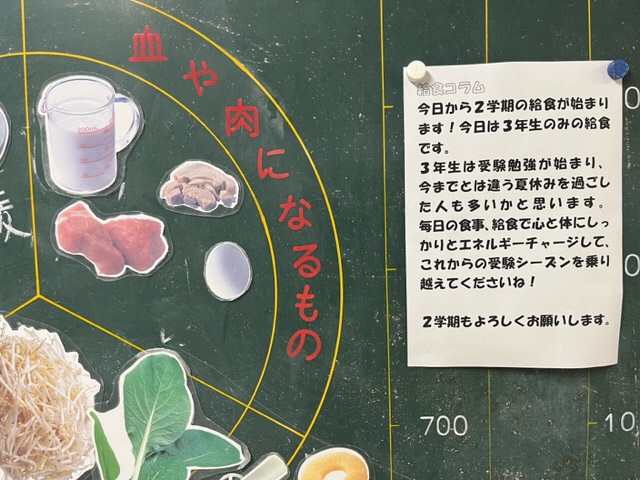 血や肉になるもの
200mL
給食コラム
今日から２学期の給食が始まり
ます！今日は３年生のみの給食
です。
３年生は受験勉強が始まり、
今までとは違う夏休みを過ごし
た人も多いかと思います。
毎日の食事、給食で心と体にしっ
かりとエネルギーチャージして、
これからの受験シーズンを乗り
越えてくださいね！
２学期もよろしくお願いします。
700